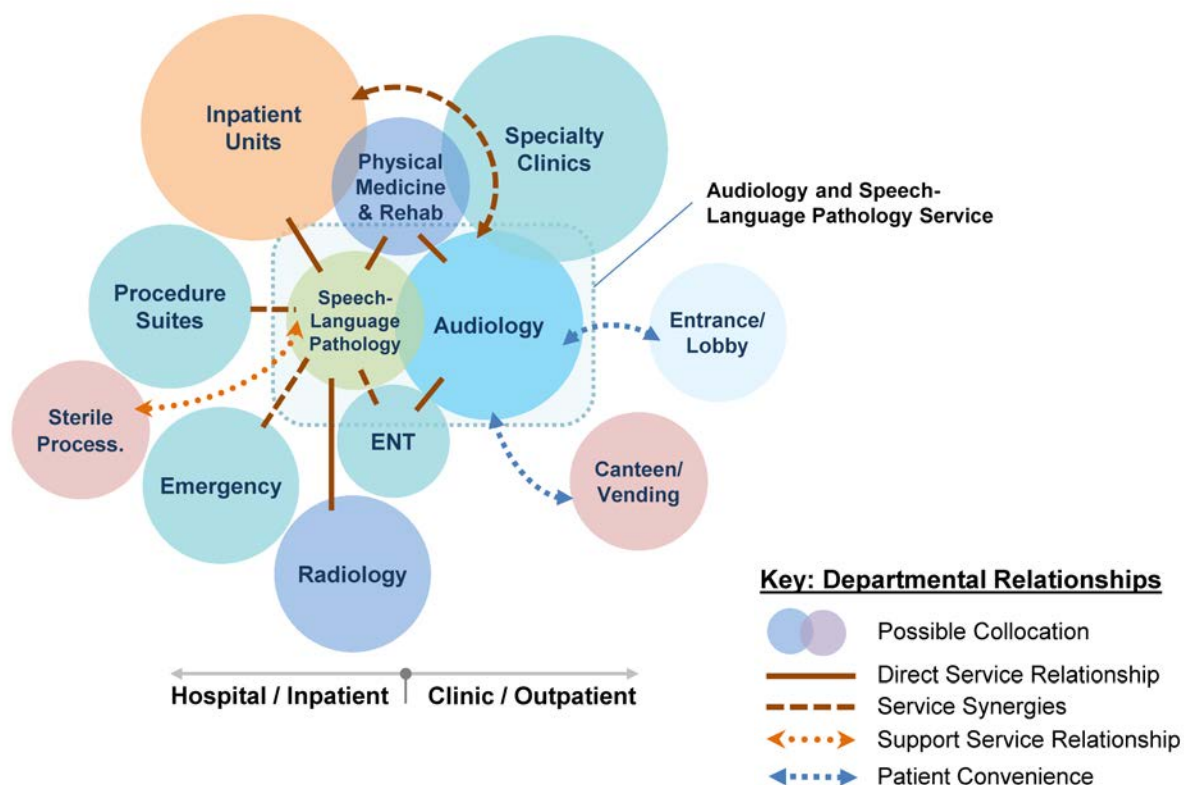 Inpatient
Units
Specialty
Clinics
Physical
Medicine
& Rehab
Audiology and Speech-
Language Pathology Service
Procedure
Suites
Speech-
Language
Pathology
Audiology
Entrance/
Lobby
Sterile
Process.
ENT
Emergency
Canteen/
Vending
Radiology
Hospital / Inpatient
Clinic / Outpatient
Key: Departmental Relationships
Possible Collocation
Direct Service Relationship
Service Synergies
Support Service Relationship
Patient Convenience